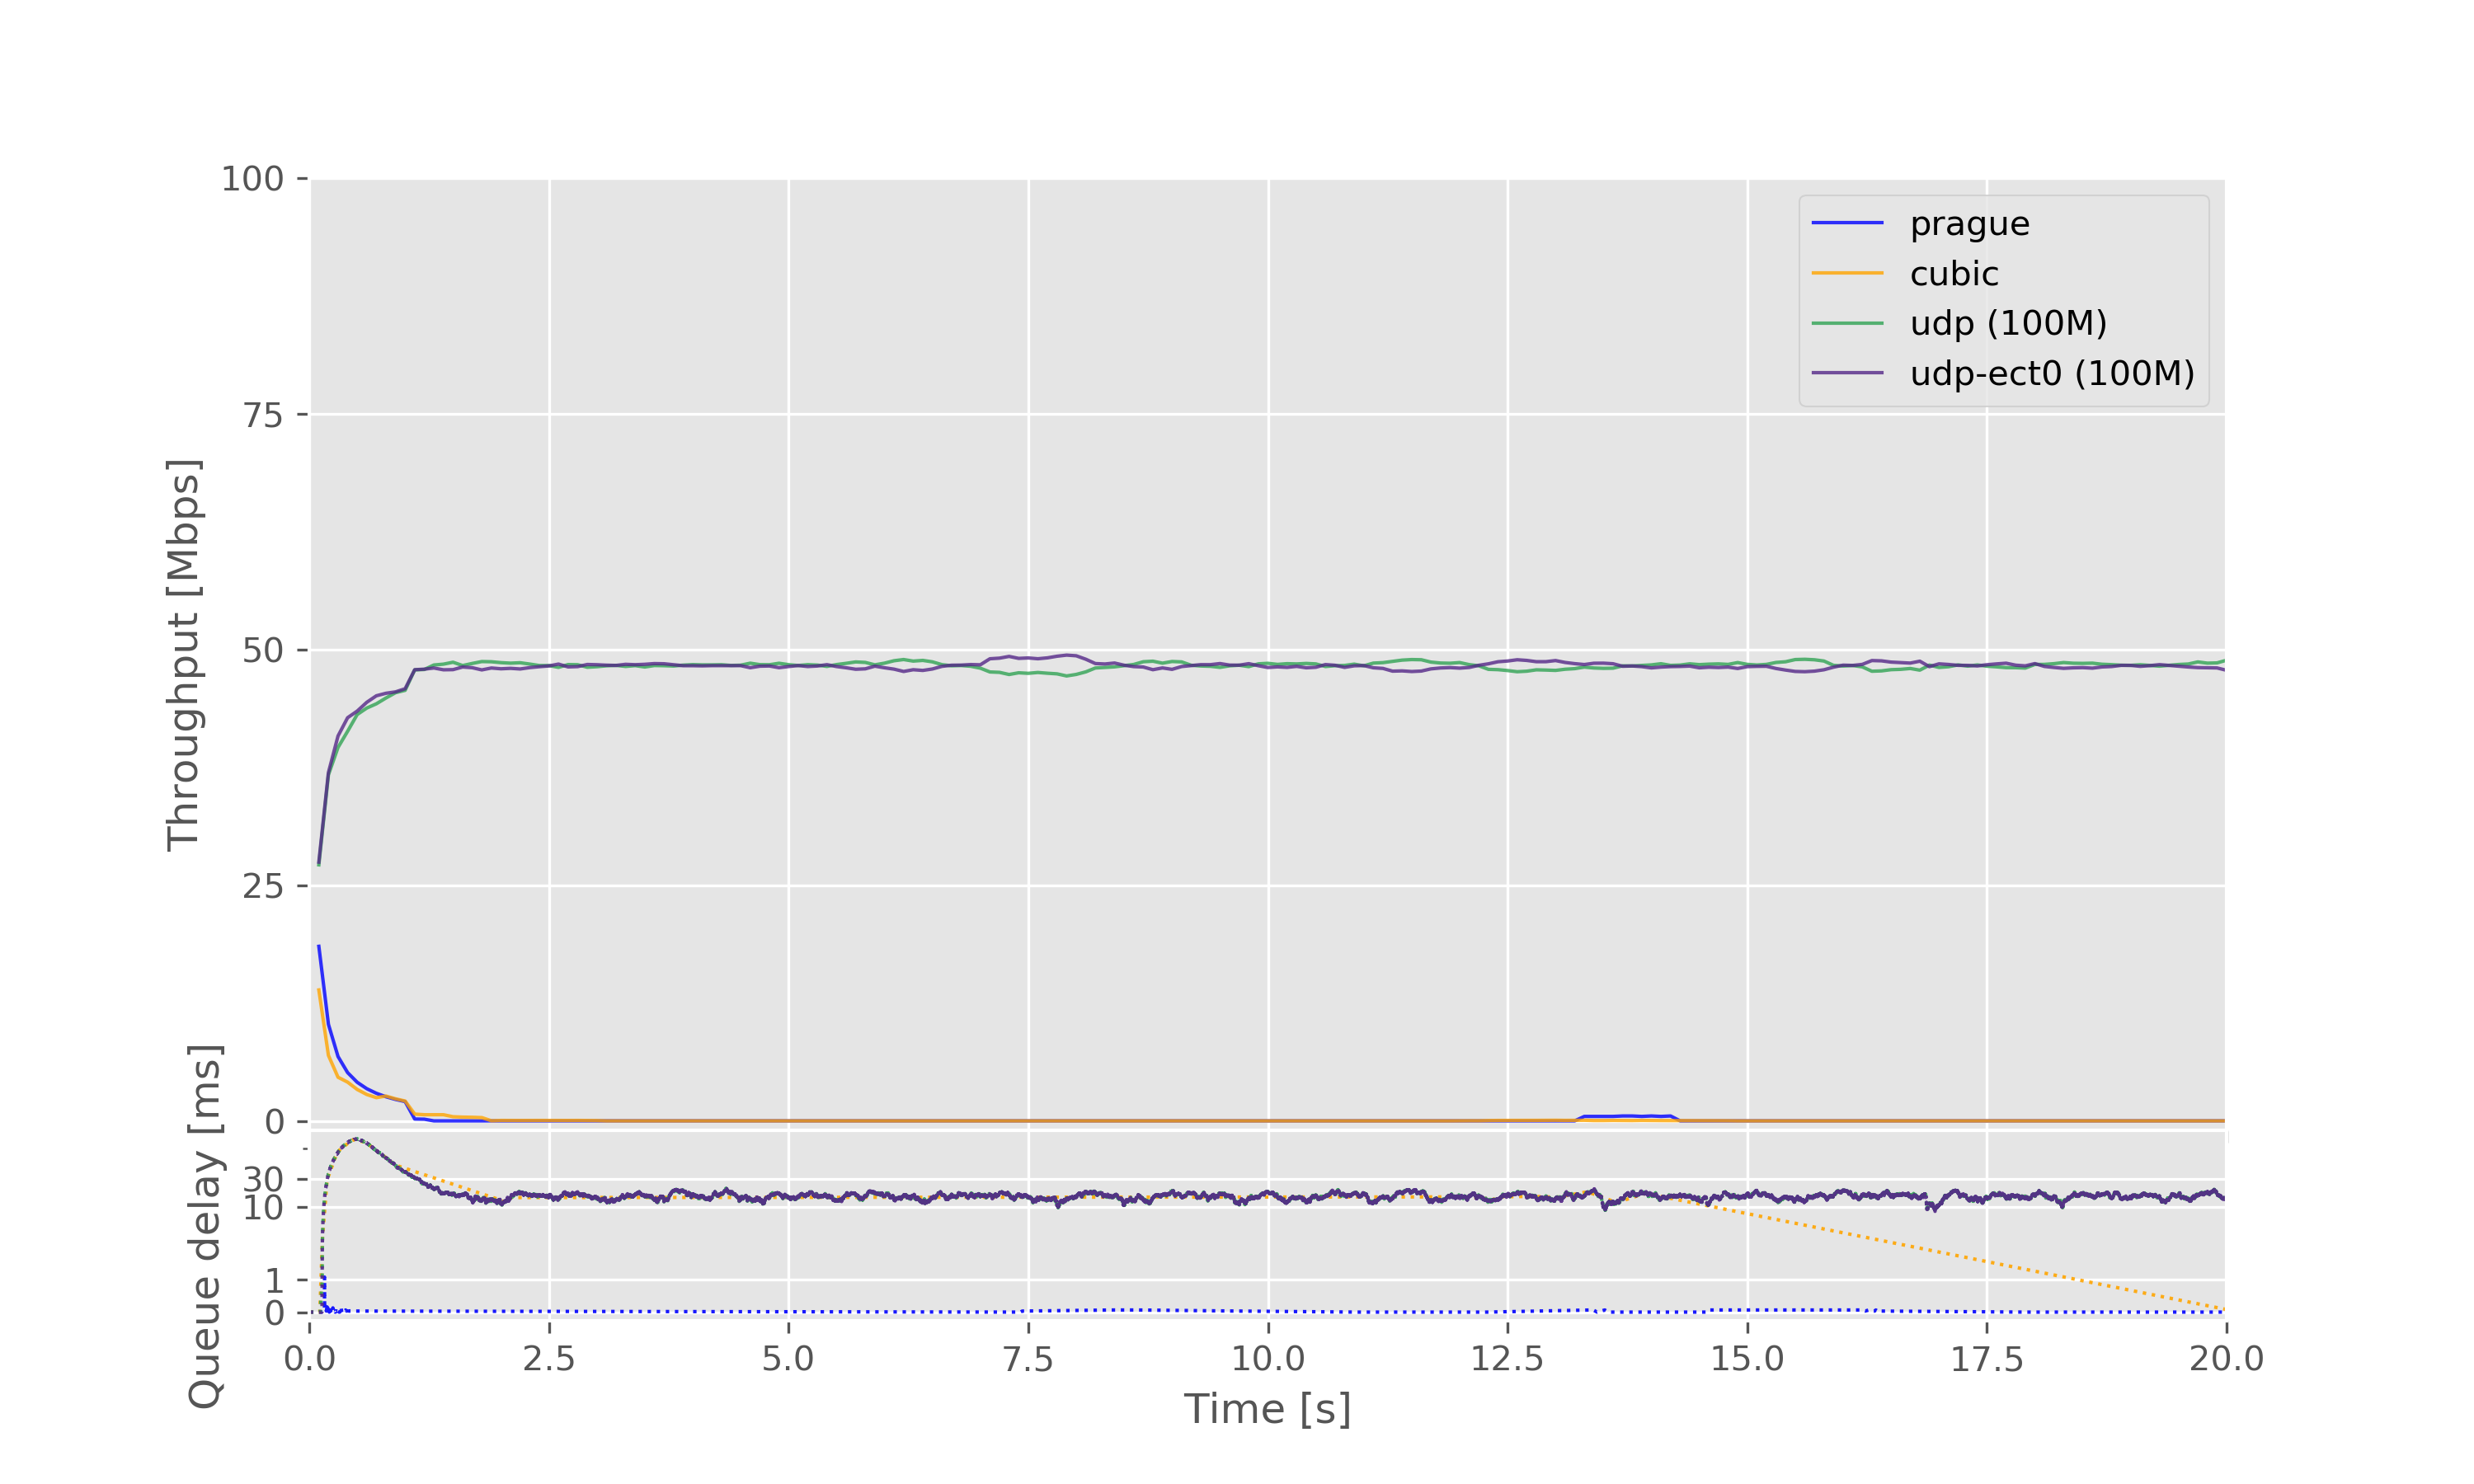 100
75
50
25
0
Throughput [Mbps]
prague
cubic
udp (100M)
udp-ect0 (100M)
30
10
1
0
Queue delay [ms]
0.0 2.5 5.0 7.5 10.0 12.5 15.0 17.5 20.0
Time [s]